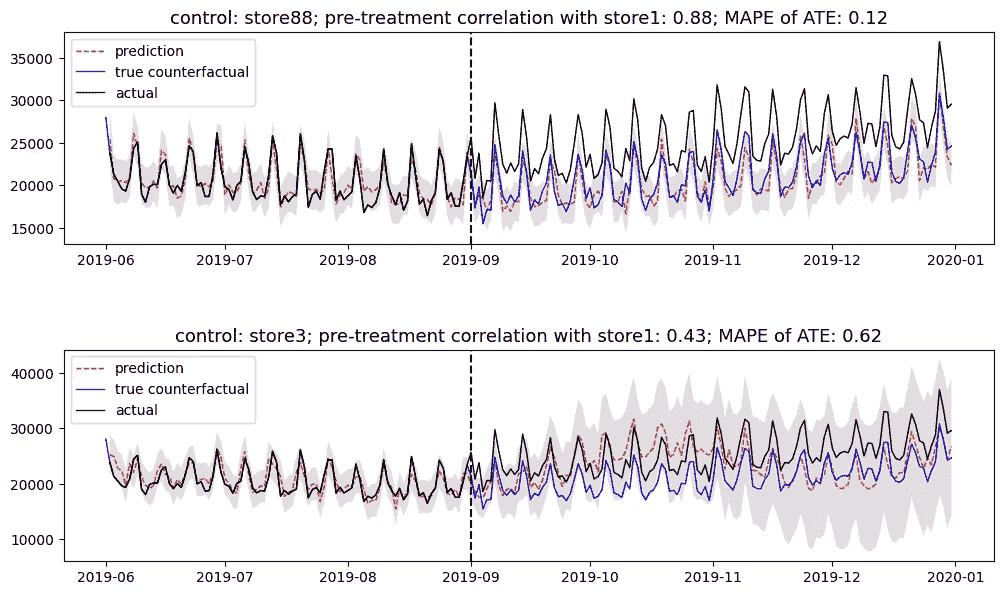 control: store88; pre-treatment correlation with store1: 0.88; MAPE of ATE: 0.12
prediction
true counterfactual
actual
35000
30000
25000
20000
15000
2019-06 2019-07 2019-08 2019-09 2019-10 2019-11 2019-12 2020-01
control: store3; pre-treatment correlation with store1: 0.43; MAPE of ATE: 0.62
prediction
true counterfactual
actual
40000
30000
20000
10000
2019-06 2019-07 2019-08 2019-09 2019-10 2019-11 2019-12 2020-01